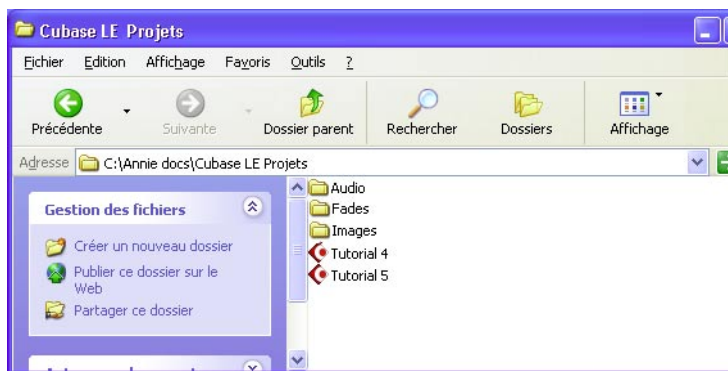 Cubase LE Projets
Fichier Edition Affichage Favoris Outils ?
Précédente Suivante Dossier parent Rechercher Dossiers Affichage
Adresse C:\Annie docs\Cubase LE Projets
Gestion des fichiers
Créer un nouveau dossier
Publier ce dossier sur le
Web
Partager ce dossier
Audio
Fades
Images
Tutorial 4
Tutorial 5